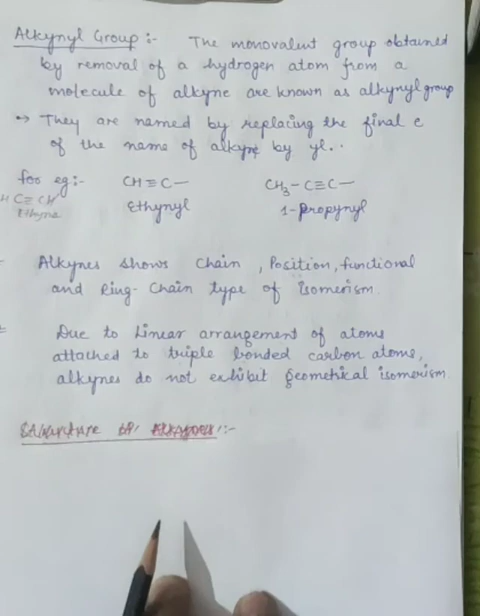 Alkynyl Group :- The monovalent group obtained
by removal of a hydrogen atom from a
molecule of alkyne are known as alkynyl group
→ They are named by replacing the final e
of the name of alkyne by yl..
foo eg:- CH≡C— CH₃-C≡C—
HC≡CH
Ethyne Ethynyl 1-Propynyl
- Alkynes shows Chain , Position, functional
and Ring-Chain type of isomerism.
Due to Linear arrangement of atoms
attached to triple bonded carbon atoms,
alkynes do not exhibit geometical isomerism